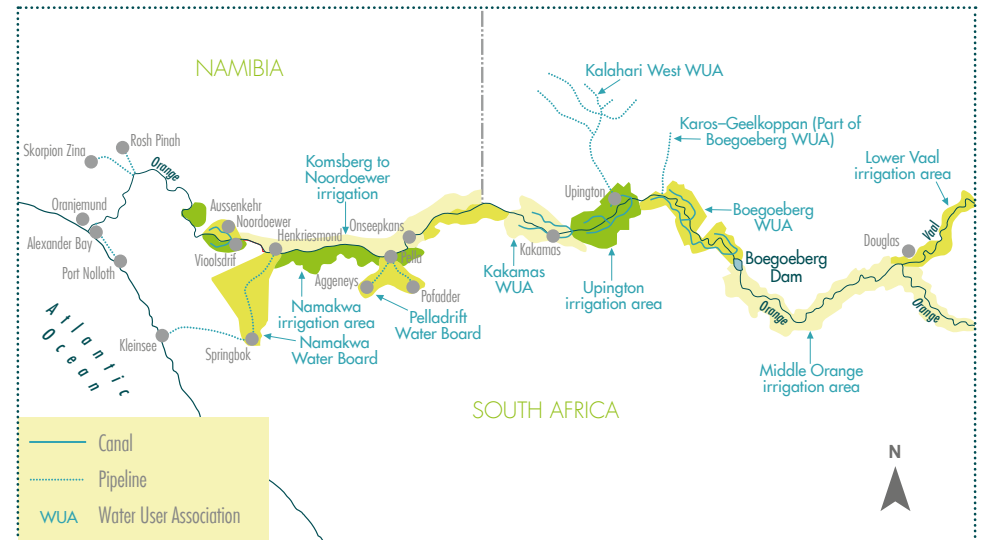 NAMIBIA
Kalahari West WUA
Karos–Geelkoppan (Part of
Boegoeberg WUA)
Skorpion Zina
Rosh Pinah
Orange
Komsberg to
Noordoewer
irrigation
Lower Vaal
irrigation area
Oranjemund
Aussenkehr
Noordoewer
Henkriesmond
Onseepkans
Upington
Boegoeberg
WUA
Vaal
Alexander Bay
Vioolsdrif
Pella
Kakamas
Douglas
Port Nolloth
Aggeneys
Pofadder
Kakamas
WUA
Upington
irrigation area
Boegoeberg
Dam
Orange
Orange
Namakwa
irrigation area
Pelladrift
Water Board
Atlantic
Ocean
Kleinsee
Springbok
Namakwa
Water Board
Middle Orange
irrigation area
SOUTH AFRICA
Canal
Pipeline
WUA Water User Association
N